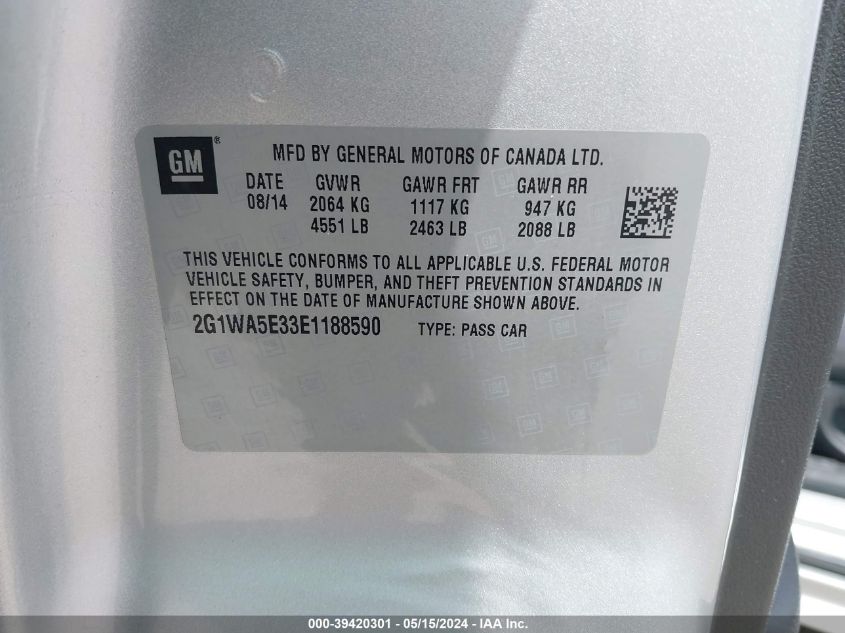 GM®
MFD BY GENERAL MOTORS OF CANADA LTD.
DATE GVWR GAWR FRT GAWR RR
08/14 2064 KG 1117 KG 947 KG
4551 LB 2463 LB 2088 LB
THIS VEHICLE CONFORMS TO ALL APPLICABLE U.S. FEDERAL MOTOR
VEHICLE SAFETY, BUMPER, AND THEFT PREVENTION STANDARDS IN
EFFECT ON THE DATE OF MANUFACTURE SHOWN ABOVE.
2G1WA5E33E1188590 TYPE: PASS CAR
000-39420301 - 05/15/2024 - IAA Inc.